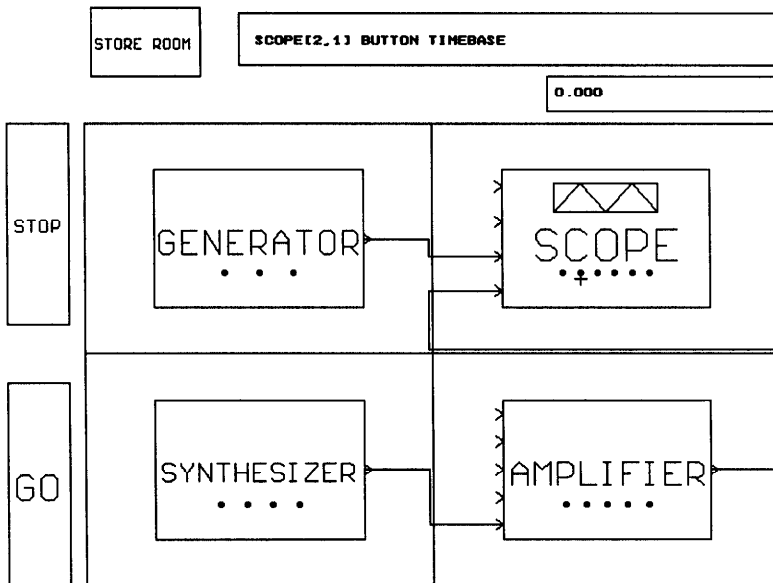 STORE ROOM
SCOPE[2,1] BUTTON TIMEBASE
0.000
STOP
GENERATOR
SCOPE
GO
SYNTHESIZER
AMPLIFIER